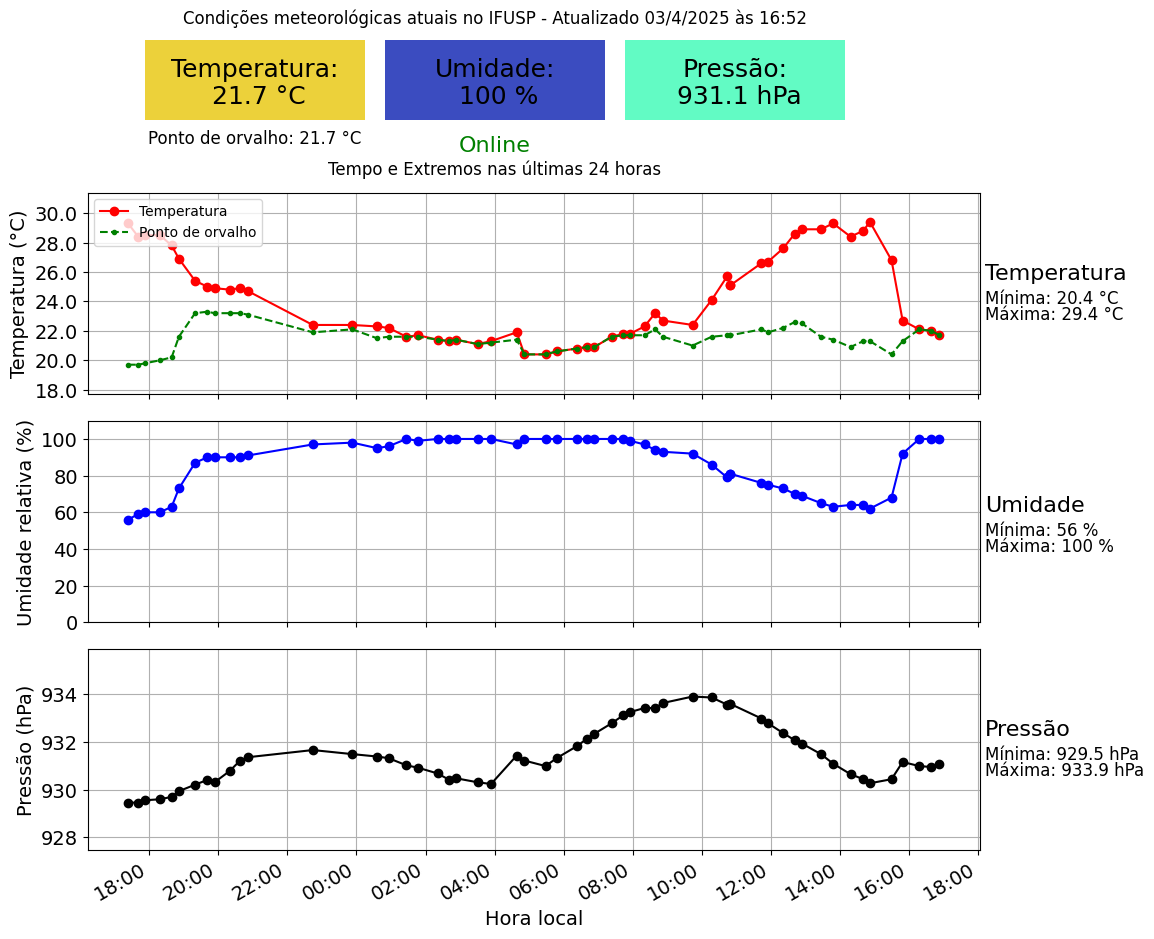 Condições meteorológicas atuais no IFUSP - Atualizado 03/4/2025 às 16:52
Temperatura:
21.7 °C
Umidade:
100 %
Pressão:
931.1 hPa
Ponto de orvalho: 21.7 °C
Online
Tempo e Extremos nas últimas 24 horas
Temperatura (°C)
30.0
28.0
26.0
24.0
22.0
20.0
18.0
Temperatura
Ponto de orvalho
Temperatura
Mínima: 20.4 °C
Máxima: 29.4 °C
Umidade relativa (%)
100
80
60
40
20
0
Umidade
Mínima: 56 %
Máxima: 100 %
Pressão (hPa)
934
932
930
928
Pressão
Mínima: 929.5 hPa
Máxima: 933.9 hPa
18:00
20:00
22:00
00:00
02:00
04:00
06:00
08:00
10:00
12:00
14:00
16:00
18:00
Hora local